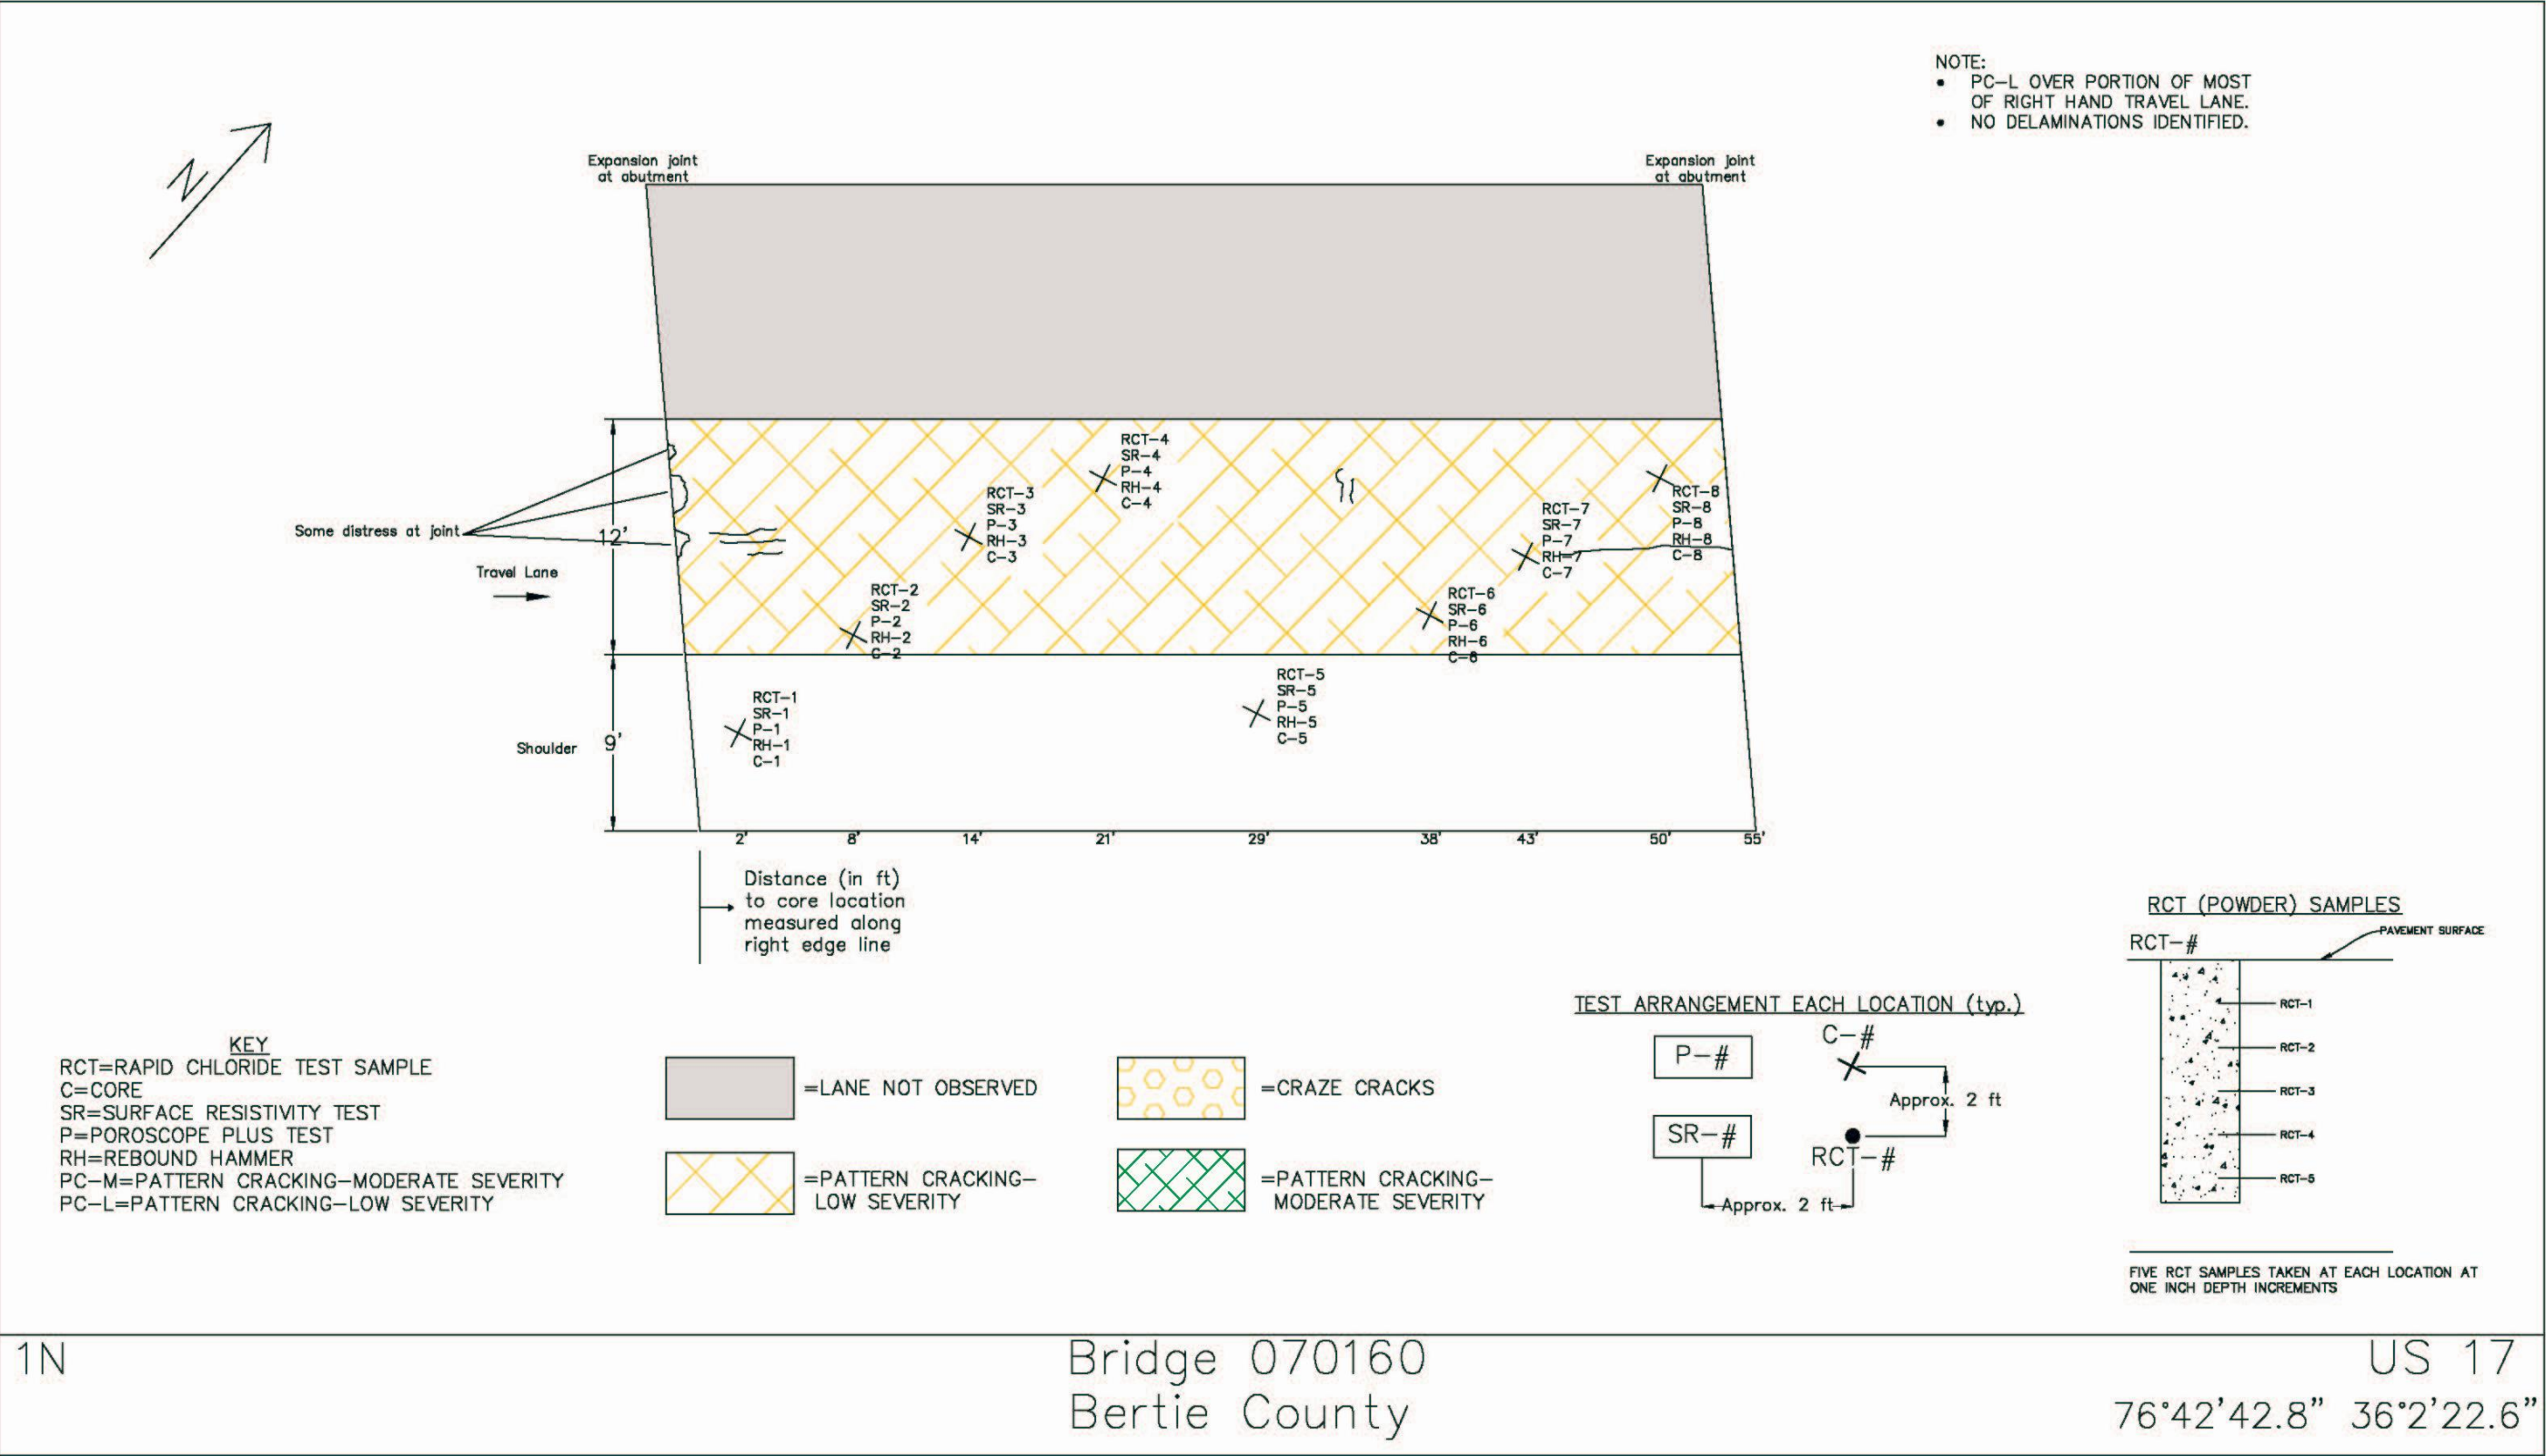 NOTE:
• PC-L OVER PORTION OF MOST
OF RIGHT HAND TRAVEL LANE.
• NO DELAMINATIONS IDENTIFIED.
N
Expansion joint
at abutment
Expansion joint
at abutment
RCT-4
SR-4
P-4
RH-4
C-4
RCT-3
SR-3
P-3
RH-3
C-3
RCT-7
SR-7
P-7
RH-7
C-7
RCT-8
SR-8
P-8
RH-8
C-8
Some distress at joint
12'
Travel Lane
RCT-2
SR-2
P-2
RH-2
C-2
RCT-6
SR-6
P-6
RH-6
C-6
RCT-1
SR-1
P-1
RH-1
C-1
RCT-5
SR-5
P-5
RH-5
C-5
Shoulder
9'
2' 8' 14' 21' 29' 38' 43' 50' 55'
Distance (in ft)
to core location
measured along
right edge line
KEY
RCT=RAPID CHLORIDE TEST SAMPLE
C=CORE
SR=SURFACE RESISTIVITY TEST
P=POROSCOPE PLUS TEST
RH=REBOUND HAMMER
PC-M=PATTERN CRACKING-MODERATE SEVERITY
PC-L=PATTERN CRACKING-LOW SEVERITY
=LANE NOT OBSERVED
=CRAZE CRACKS
=PATTERN CRACKING-
LOW SEVERITY
=PATTERN CRACKING-
MODERATE SEVERITY
TEST ARRANGEMENT EACH LOCATION (typ.)
P-#
C-#
Approx. 2 ft
SR-#
RCT-#
Approx. 2 ft
RCT (POWDER) SAMPLES
PAVEMENT SURFACE
RCT-#
RCT-1
RCT-2
RCT-3
RCT-4
RCT-5
FIVE RCT SAMPLES TAKEN AT EACH LOCATION AT
ONE INCH DEPTH INCREMENTS
1N
Bridge 070160
Bertie County
US 17
76°42'42.8" 36°2'22.6"